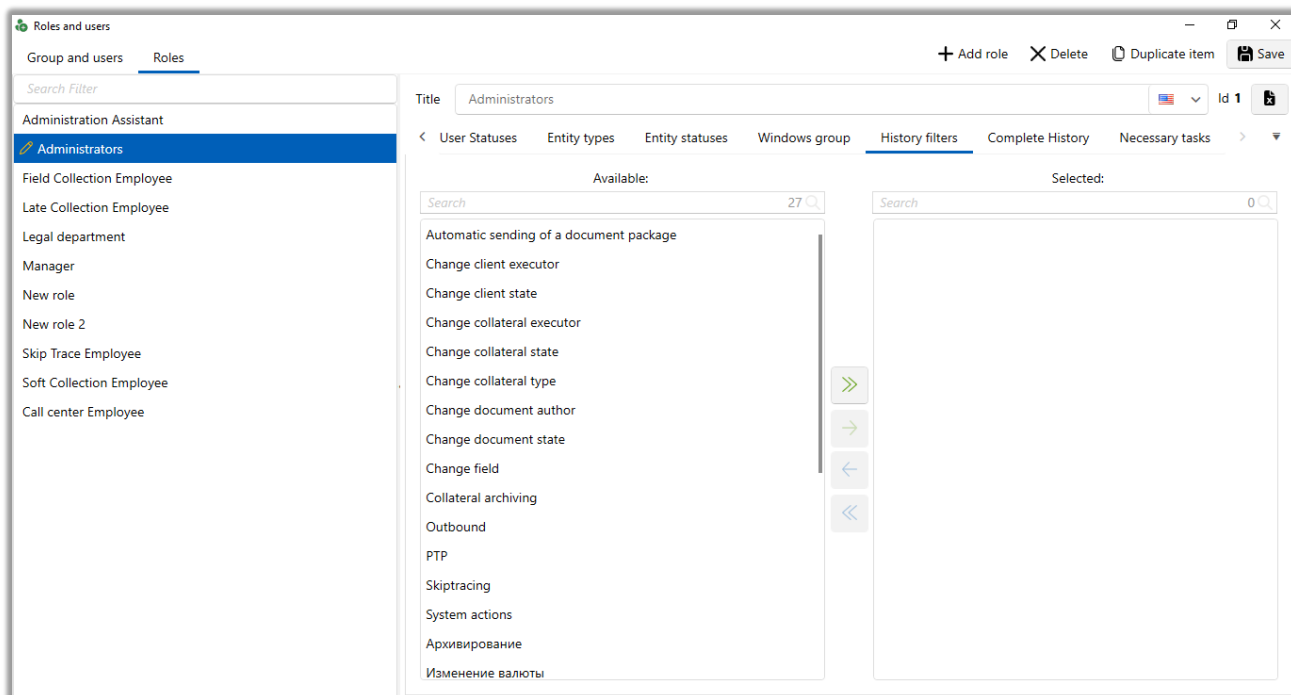 Roles and users
Group and users Roles
Add role Delete Duplicate item Save
Search Filter
Administration Assistant
Administrators
Field Collection Employee
Late Collection Employee
Legal department
Manager
New role
New role 2
Skip Trace Employee
Soft Collection Employee
Call center Employee
Title Administrators Id 1
User Statuses Entity types Entity statuses Windows group History filters Complete History Necessary tasks
Available:
Search 27
Automatic sending of a document package
Change client executor
Change client state
Change collateral executor
Change collateral state
Change collateral type
Change document author
Change document state
Change field
Collateral archiving
Outbound
PTP
Skiptracing
System actions
Архивирование
Изменение валюты
Selected:
Search 0